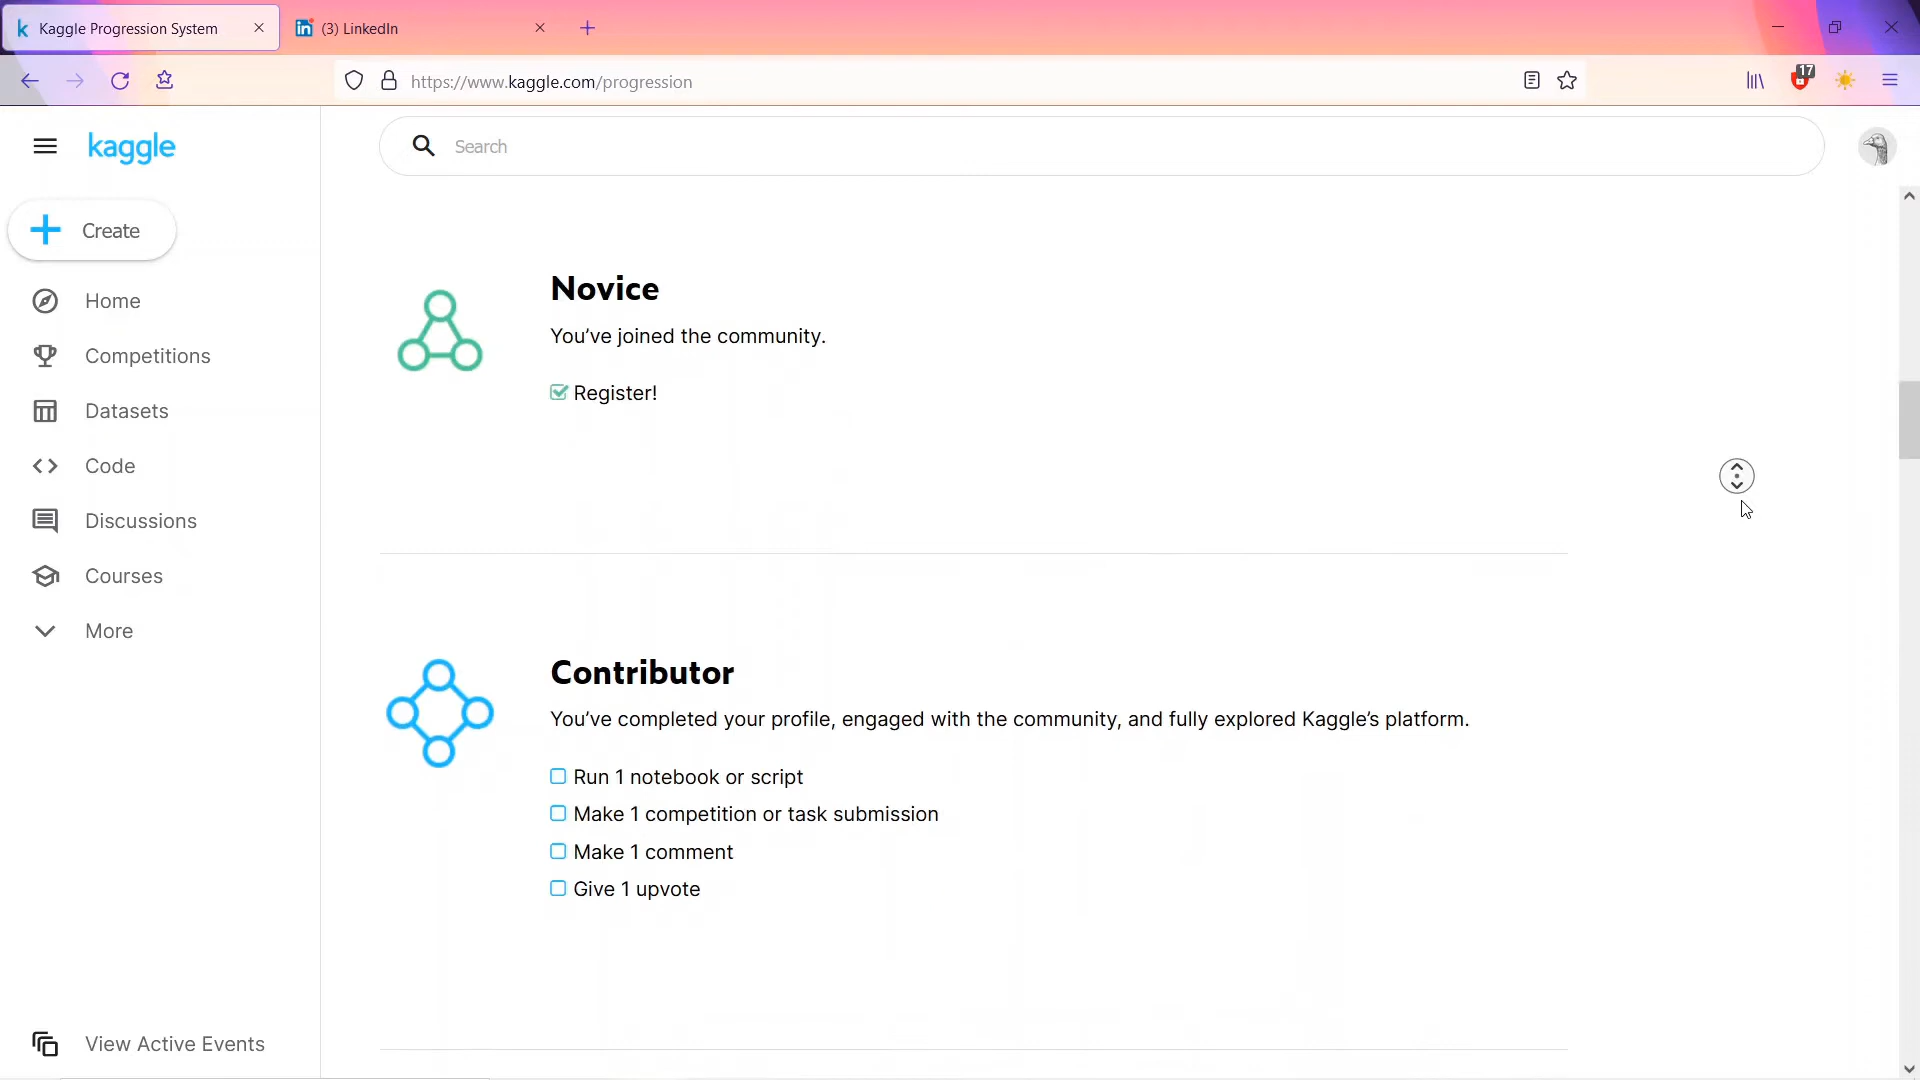 Kaggle Progression System
(3) LinkedIn
https://www.kaggle.com/progression
17
kaggle
Search
Create
Home
Competitions
Datasets
Code
Discussions
Courses
More
View Active Events
Novice
You’ve joined the community.
Register!
Contributor
You’ve completed your profile, engaged with the community, and fully explored Kaggle’s platform.
Run 1 notebook or script
Make 1 competition or task submission
Make 1 comment
Give 1 upvote